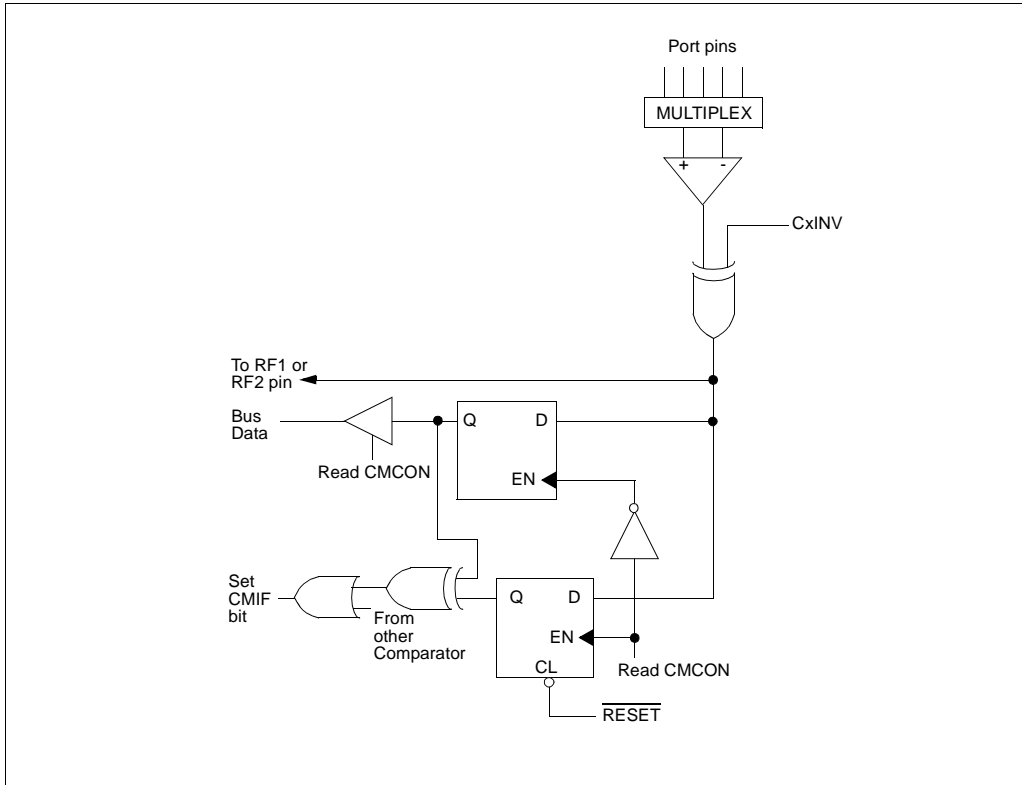 Port pins
MULTIPLEX
+ -
CxINV
To RF1 or
RF2 pin
Bus
Data
Q D
EN
Read CMCON
Set
CMIF
bit
From
other
Comparator
Q D
EN
CL
Read CMCON
RESET